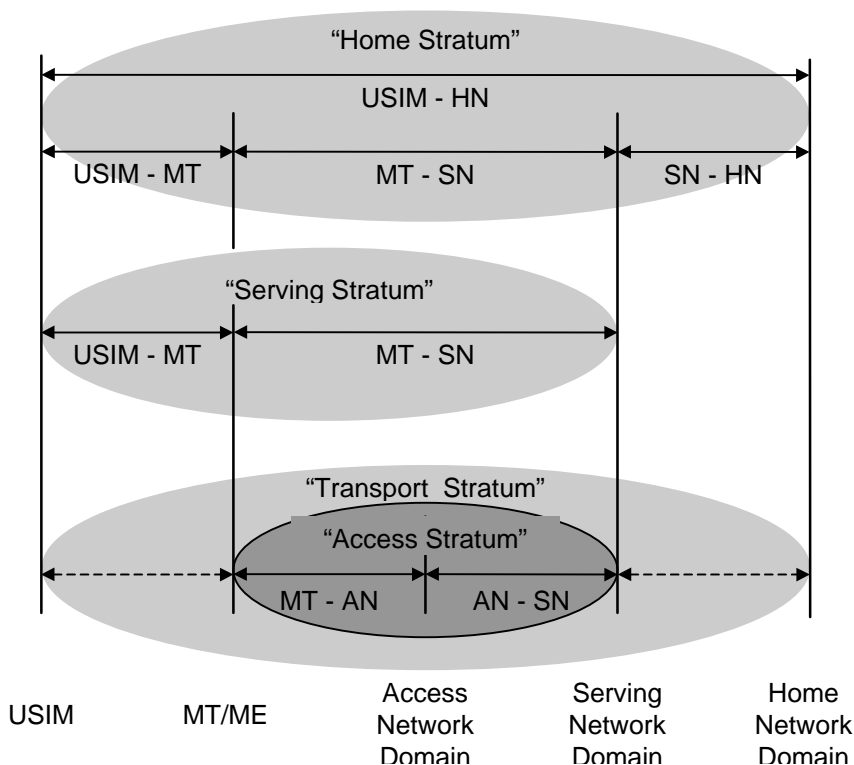 “Home Stratum”
USIM - HN
USIM - MT
MT - SN
SN - HN
“Serving Stratum”
USIM - MT
MT - SN
“Transport Stratum”
“Access Stratum”
MT - AN
AN - SN
USIM
MT/ME
Access
Network
Domain
Serving
Network
Domain
Home
Network
Domain